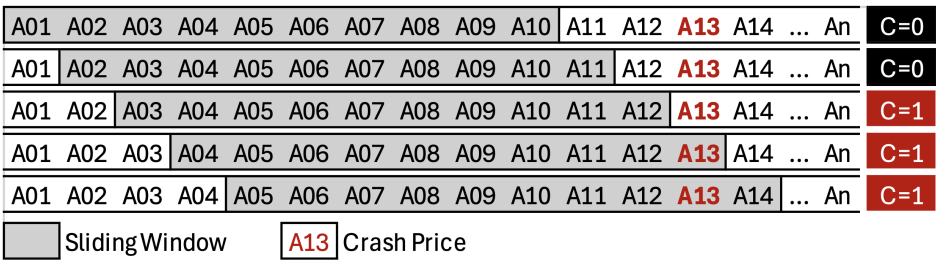 A01 A02 A03 A04 A05 A06 A07 A08 A09 A10 A11 A12 A13 A14 ... An C=0
A01 A02 A03 A04 A05 A06 A07 A08 A09 A10 A11 A12 A13 A14 ... An C=0
A01 A02 A03 A04 A05 A06 A07 A08 A09 A10 A11 A12 A13 A14 ... An C=1
A01 A02 A03 A04 A05 A06 A07 A08 A09 A10 A11 A12 A13 A14 ... An C=1
A01 A02 A03 A04 A05 A06 A07 A08 A09 A10 A11 A12 A13 A14 ... An C=1
Sliding Window A13 Crash Price